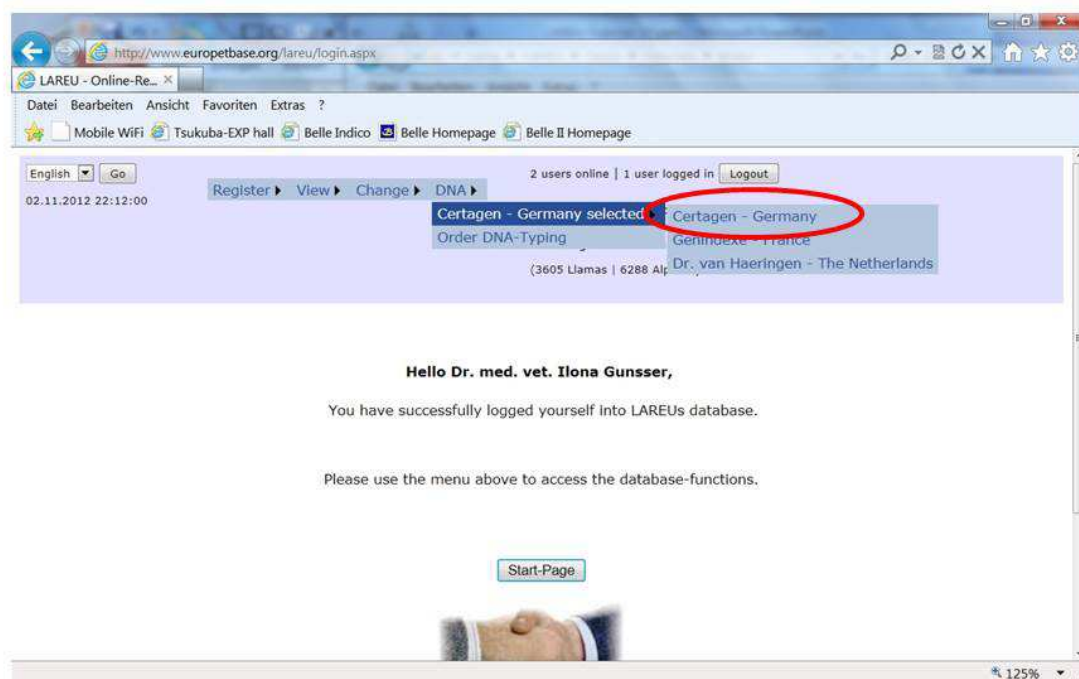 http://www.europetbase.org/lareu/login.aspx
LAREU - Online-Re...
Datei Bearbeiten Ansicht Favoriten Extras ?
Mobile WiFi Tsukuba-EXP hall Belle Indico Belle Homepage Belle II Homepage
English Go
2 users online | 1 user logged in Logout
02.11.2012 22:12:00
Register View Change DNA
Certagen - Germany selected
Certagen - Germany
Order DNA-Typing
Genindexe - France
(3605 Llamas | 6288
Dr. van Haeringen - The Netherlands
Hello Dr. med. vet. Ilona Gunsser,
You have successfully logged yourself into LAREUs database.
Please use the menu above to access the database-functions.
Start-Page
125%